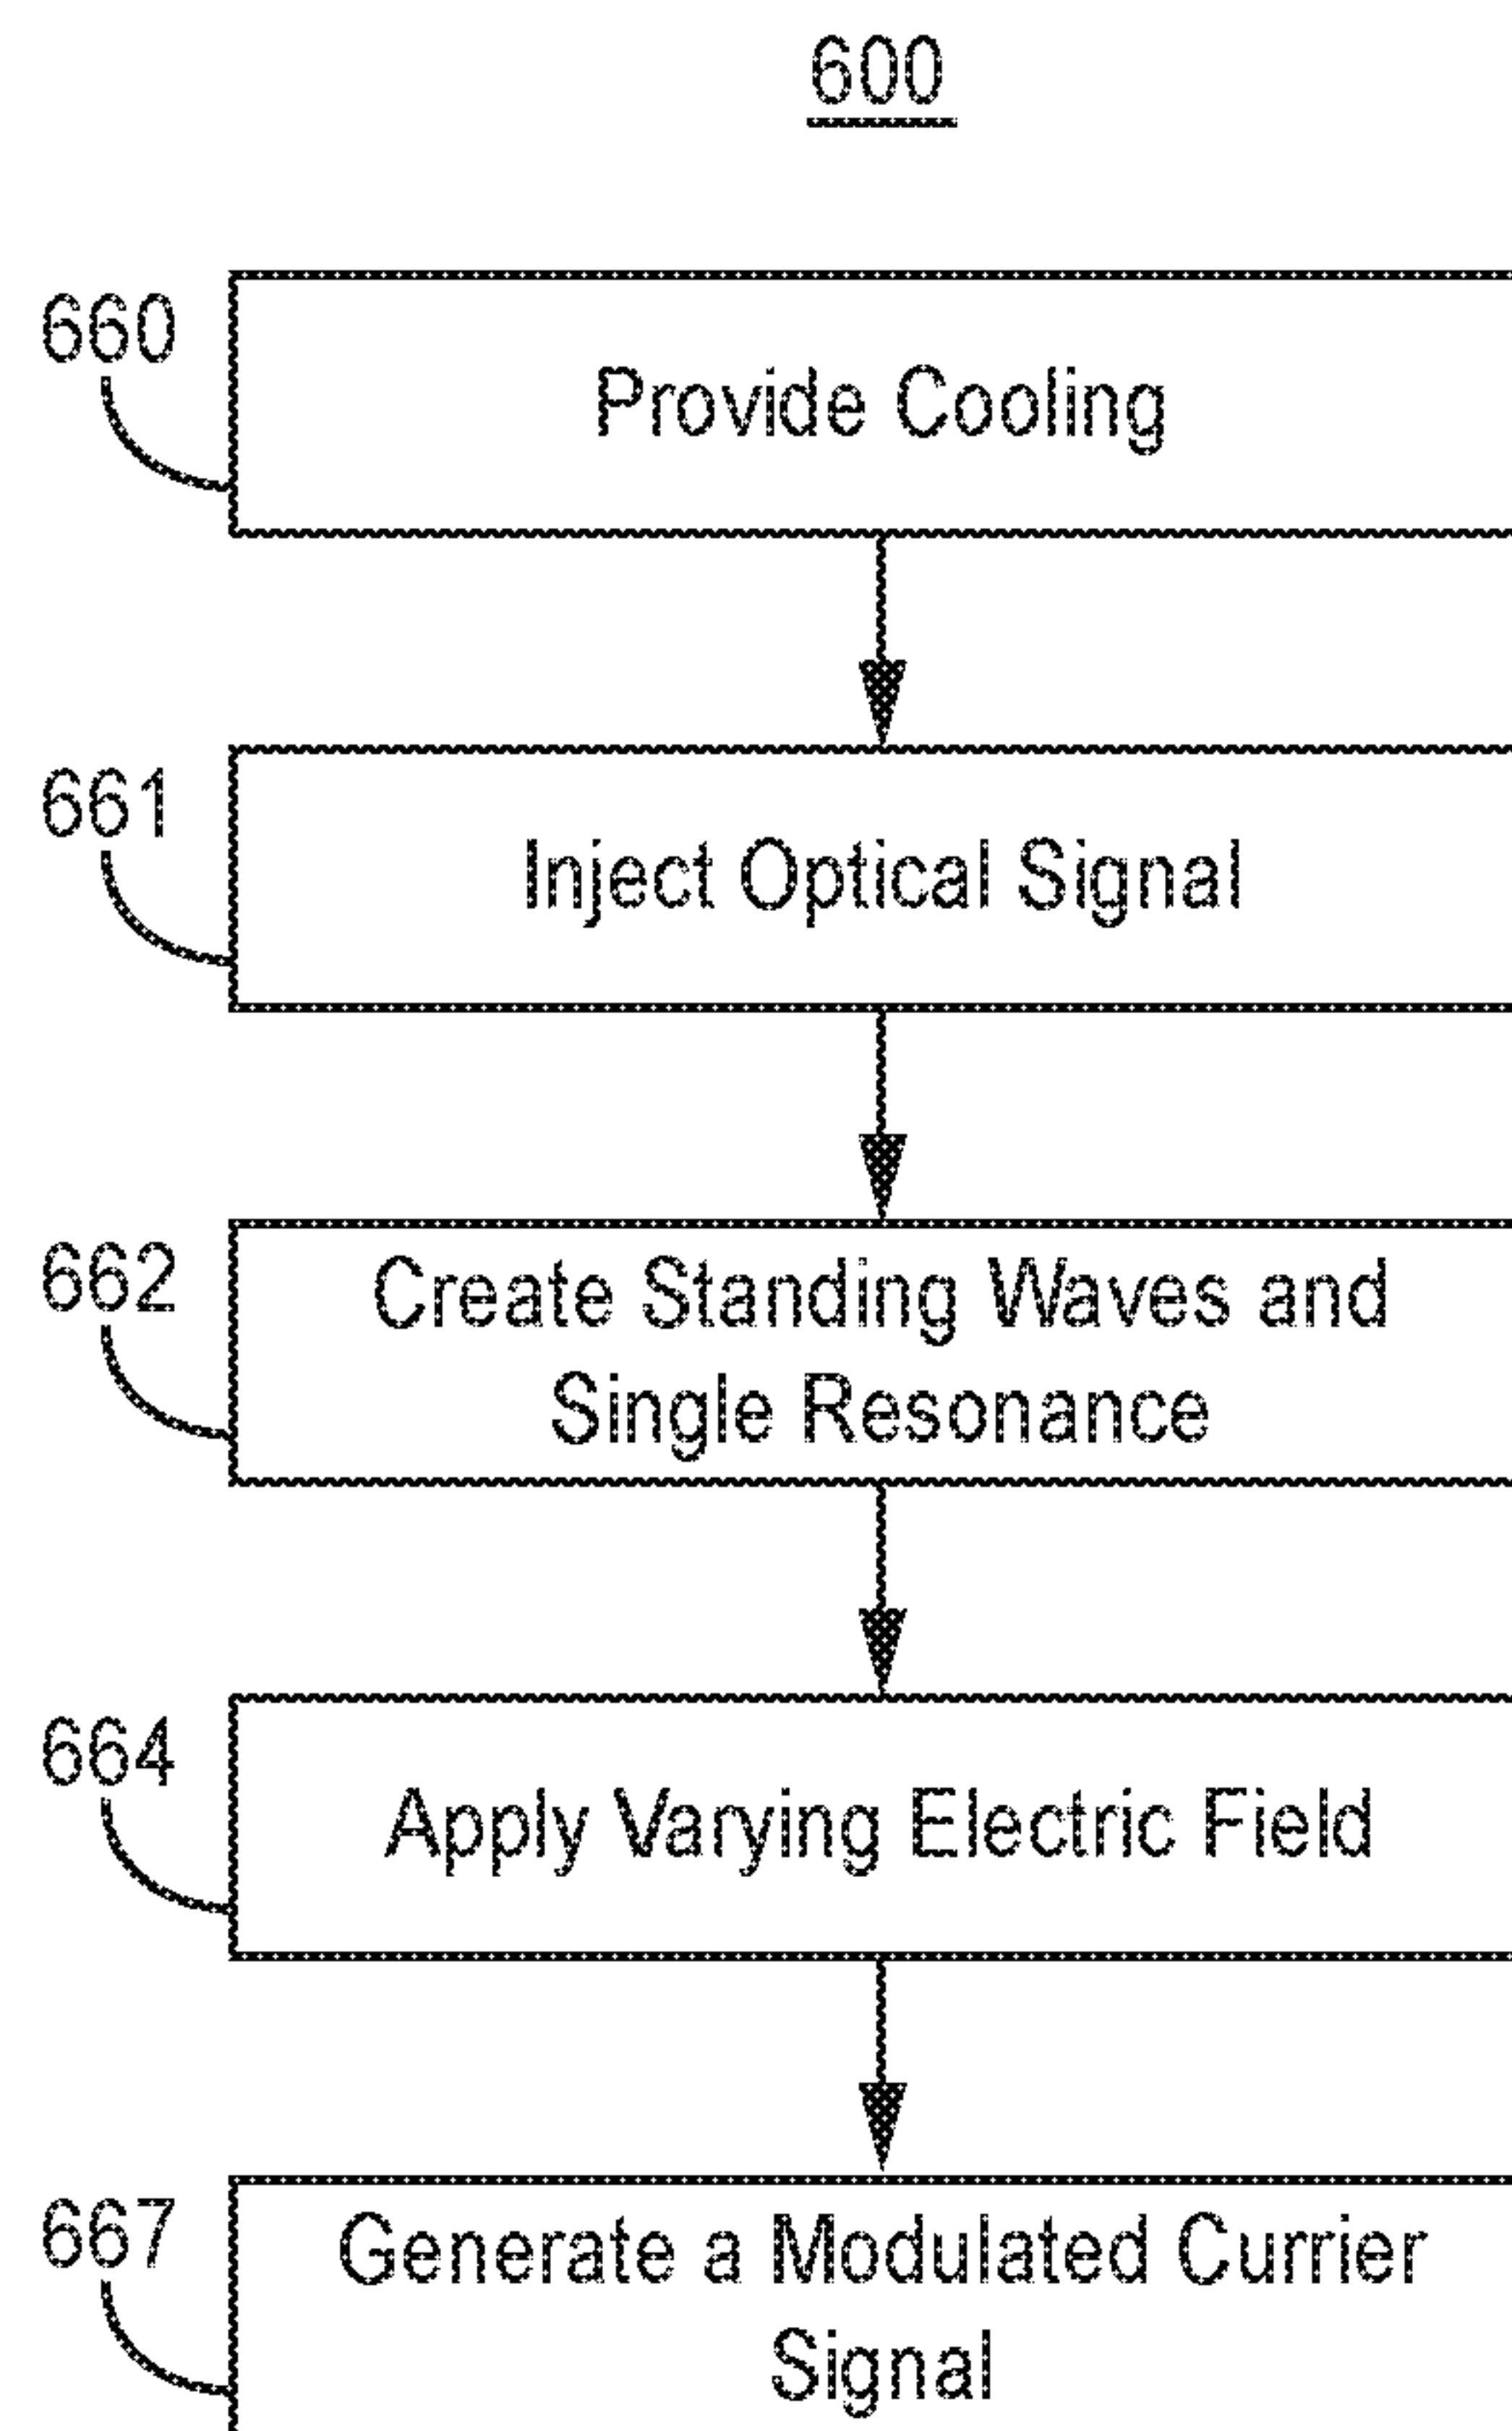 600
660
Provide Cooling
661
Inject Optical Signal
662
Create Standing Waves and
Single Resonance
664
Apply Varying Electric Field
667
Generate a Modulated Currier
Signal